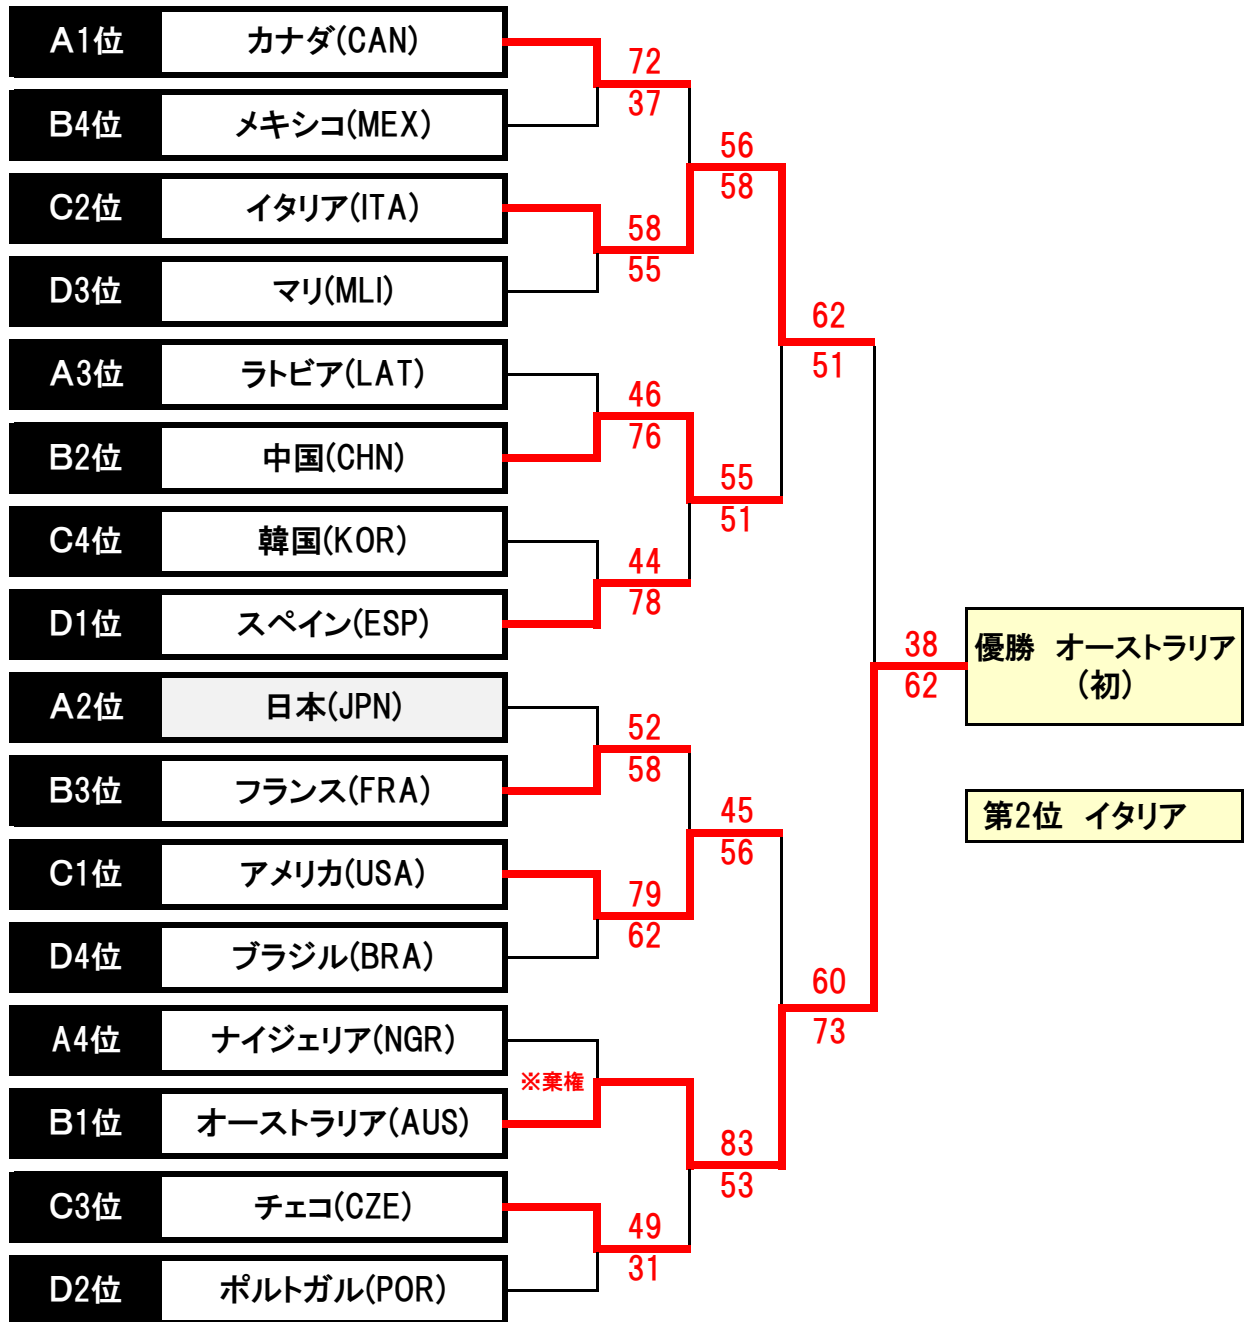 A1位 カナダ(CAN)
72
37
B4位 メキシコ(MEX)
56
58
C2位 イタリア(ITA)
58
55
D3位 マリ(MLI)
62
51
A3位 ラトビア(LAT)
46
76
B2位 中国(CHN)
55
51
C4位 韓国(KOR)
44
78
D1位 スペイン(ESP)
38
62
優勝 オーストラリア
(初)
A2位 日本(JPN)
52
58
B3位 フランス(FRA)
45
56
第2位 イタリア
C1位 アメリカ(USA)
79
62
D4位 ブラジル(BRA)
60
73
A4位 ナイジェリア(NGR)
※棄権
B1位 オーストラリア(AUS)
83
53
C3位 チェコ(CZE)
49
31
D2位 ポルトガル(POR)